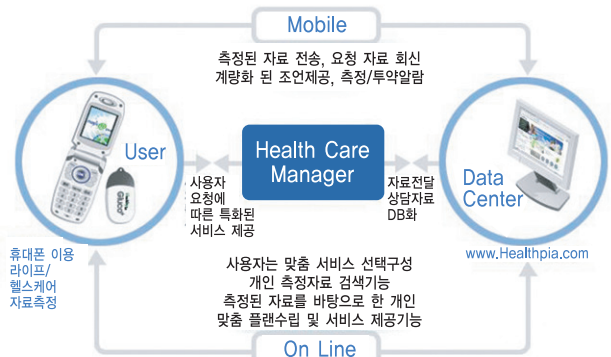 Mobile
측정된 자료 전송, 요청 자료 회신
계량화 된 조언제공, 측정/투약알람
User
Health Care
Manager
Data
Center
사용자
요청에
따른 특화된
서비스 제공
자료전달
상담자료
DB화
휴대폰 이용
라이프/
헬스케어
자료측정
www.Healthpia.com
사용자는 맞춤 서비스 선택구성
개인 측정자료 검색기능
측정된 자료를 바탕으로 한 개인
맞춤 플랜수립 및 서비스 제공기능
On Line